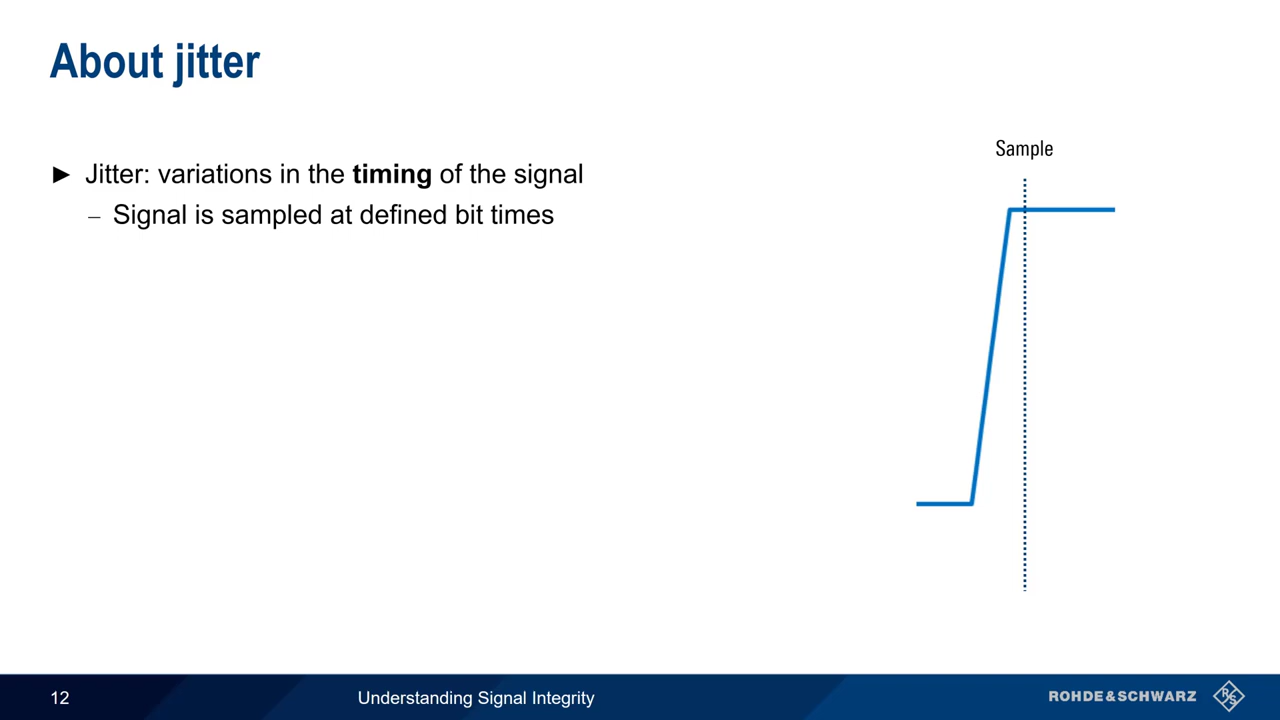 About jitter
► Jitter: variations in the timing of the signal
– Signal is sampled at defined bit times
Sample
12
Understanding Signal Integrity
ROHDE & SCHWARZ
R S